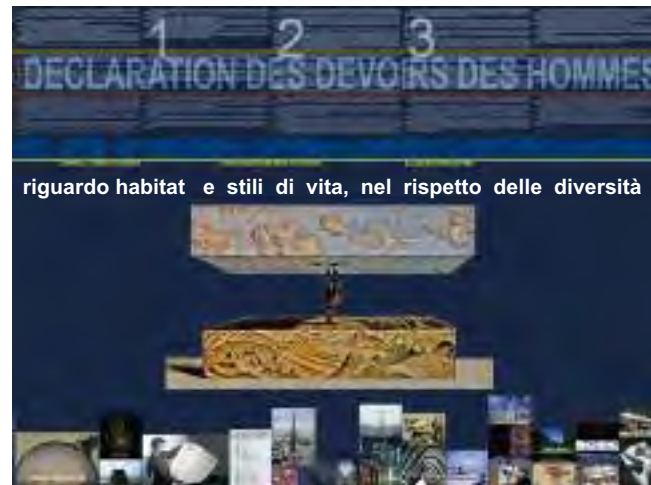 1 2 3
DECLARATION DES DEVOIRS DES HOMMES
riguardo habitat e stili di vita, nel rispetto delle diversità